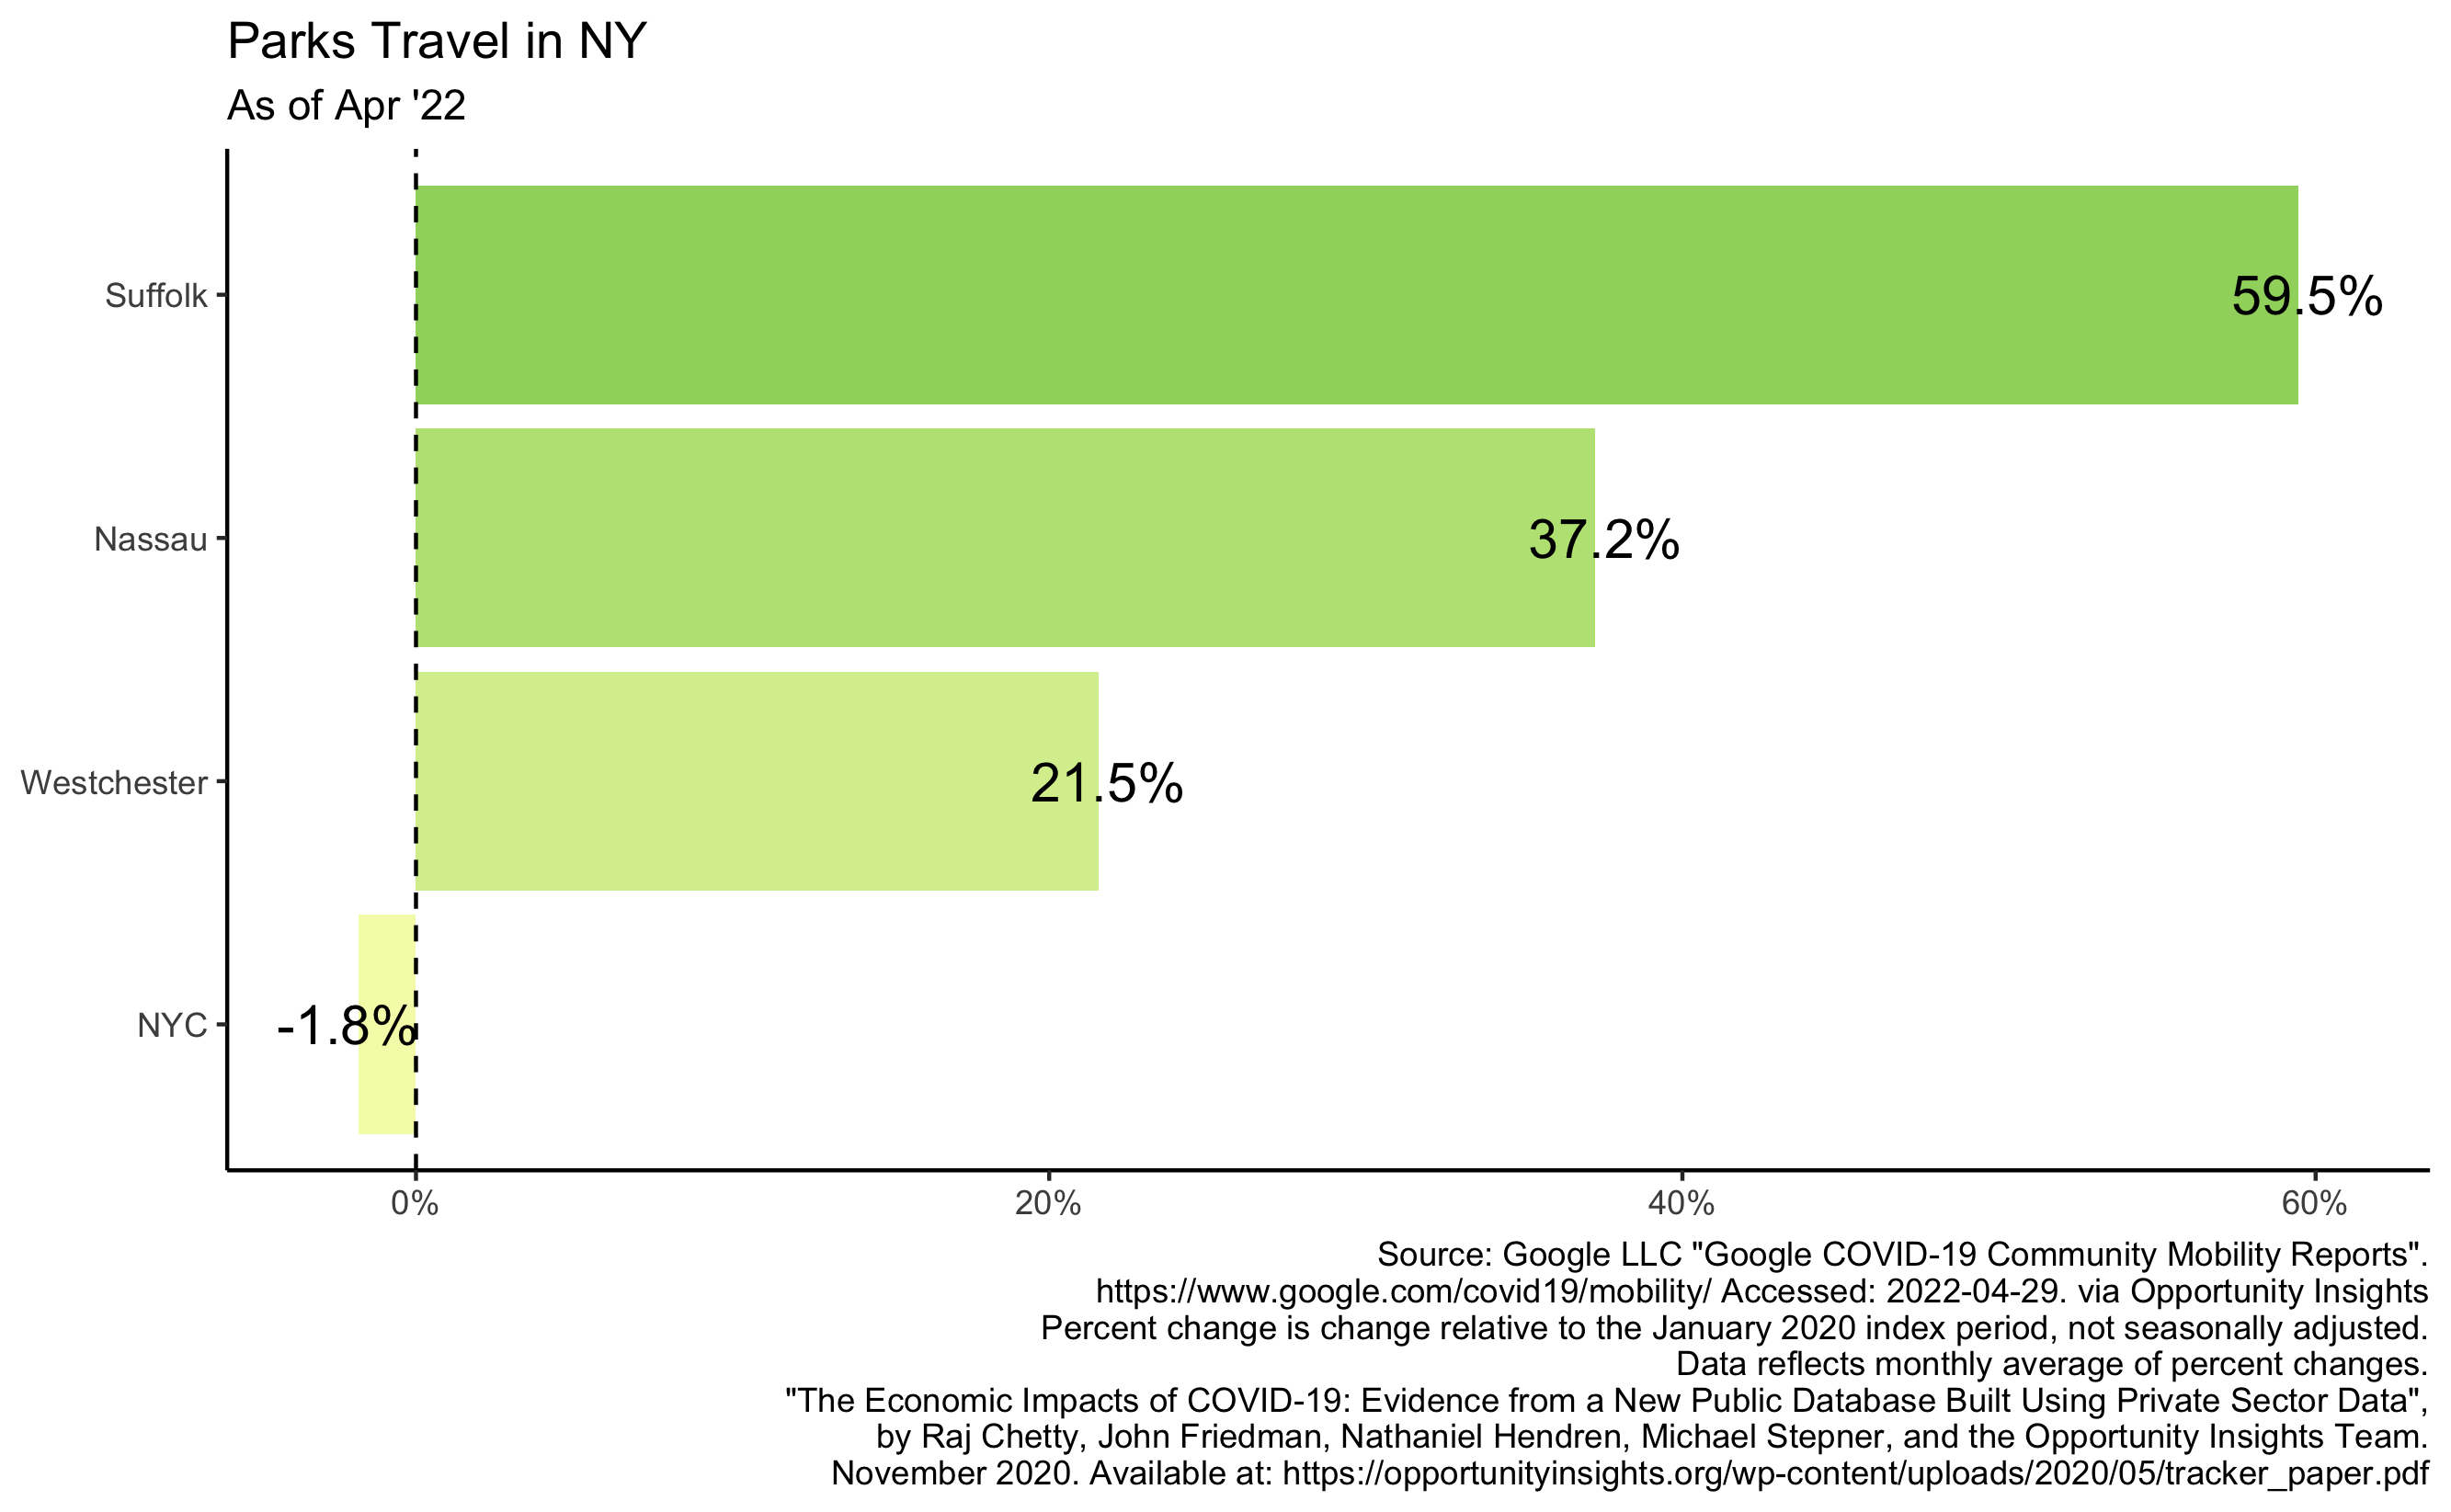 Parks Travel in NY
As of Apr '22
Suffolk
59.5%
Nassau
37.2%
Westchester
21.5%
NYC
-1.8%
0% 20% 40% 60%
Source: Google LLC "Google COVID-19 Community Mobility Reports".
https://www.google.com/covid19/mobility/ Accessed: 2022-04-29. via Opportunity Insights
Percent change is change relative to the January 2020 index period, not seasonally adjusted.
Data reflects monthly average of percent changes.
"The Economic Impacts of COVID-19: Evidence from a New Public Database Built Using Private Sector Data",
by Raj Chetty, John Friedman, Nathaniel Hendren, Michael Stepner, and the Opportunity Insights Team.
November 2020. Available at: https://opportunityinsights.org/wp-content/uploads/2020/05/tracker_paper.pdf